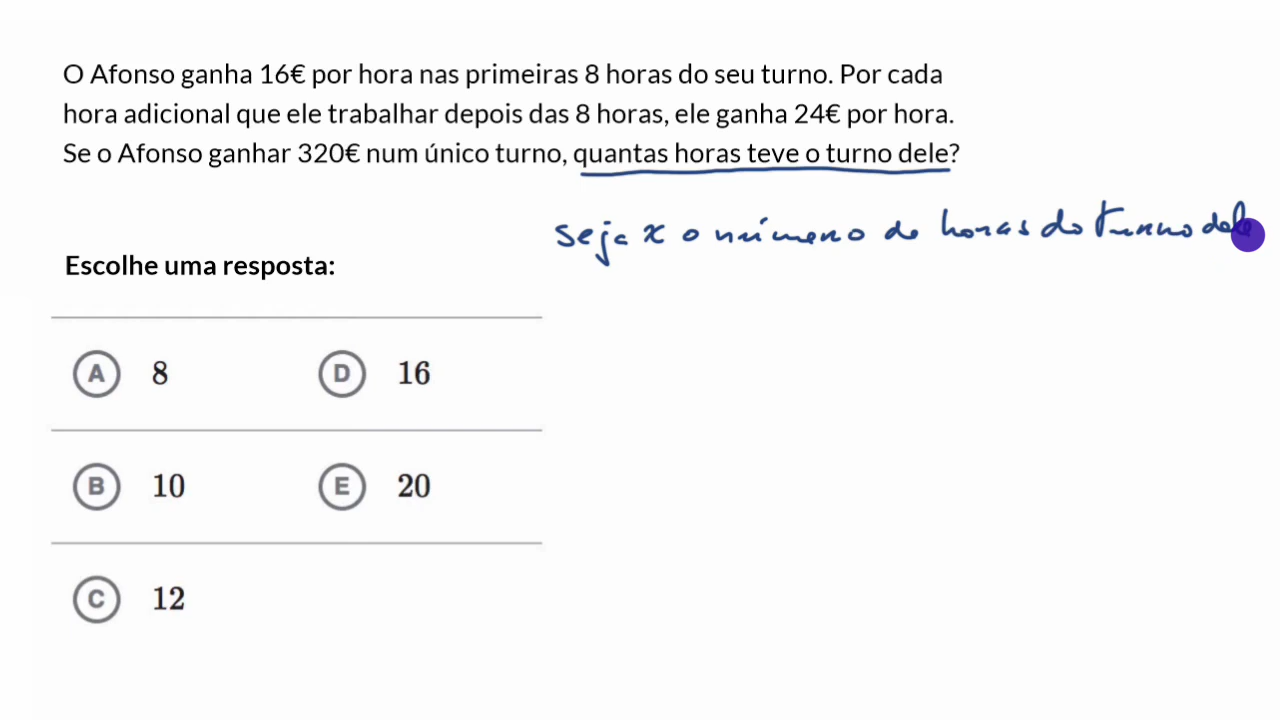 O Afonso ganha 16€ por hora nas primeiras 8 horas do seu turno. Por cada
hora adicional que ele trabalhar depois das 8 horas, ele ganha 24€ por hora.
Se o Afonso ganhar 320€ num único turno, quantas horas teve o turno dele?
seja x o número de horas do turno dele
Escolhe uma resposta:
A 8
D 16
B 10
E 20
C 12